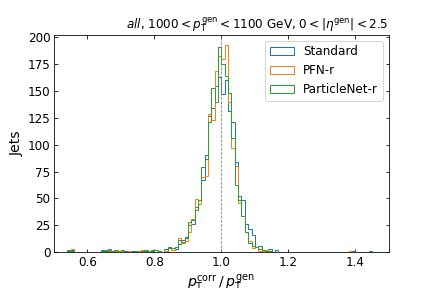 all, 1000 < p_T^gen < 1100 GeV, 0 < |η^gen| < 2.5
Standard
PFN-r
ParticleNet-r
Jets
200
175
150
125
100
75
50
25
0
0.6 0.8 1.0 1.2 1.4
p_T^corr / p_T^gen